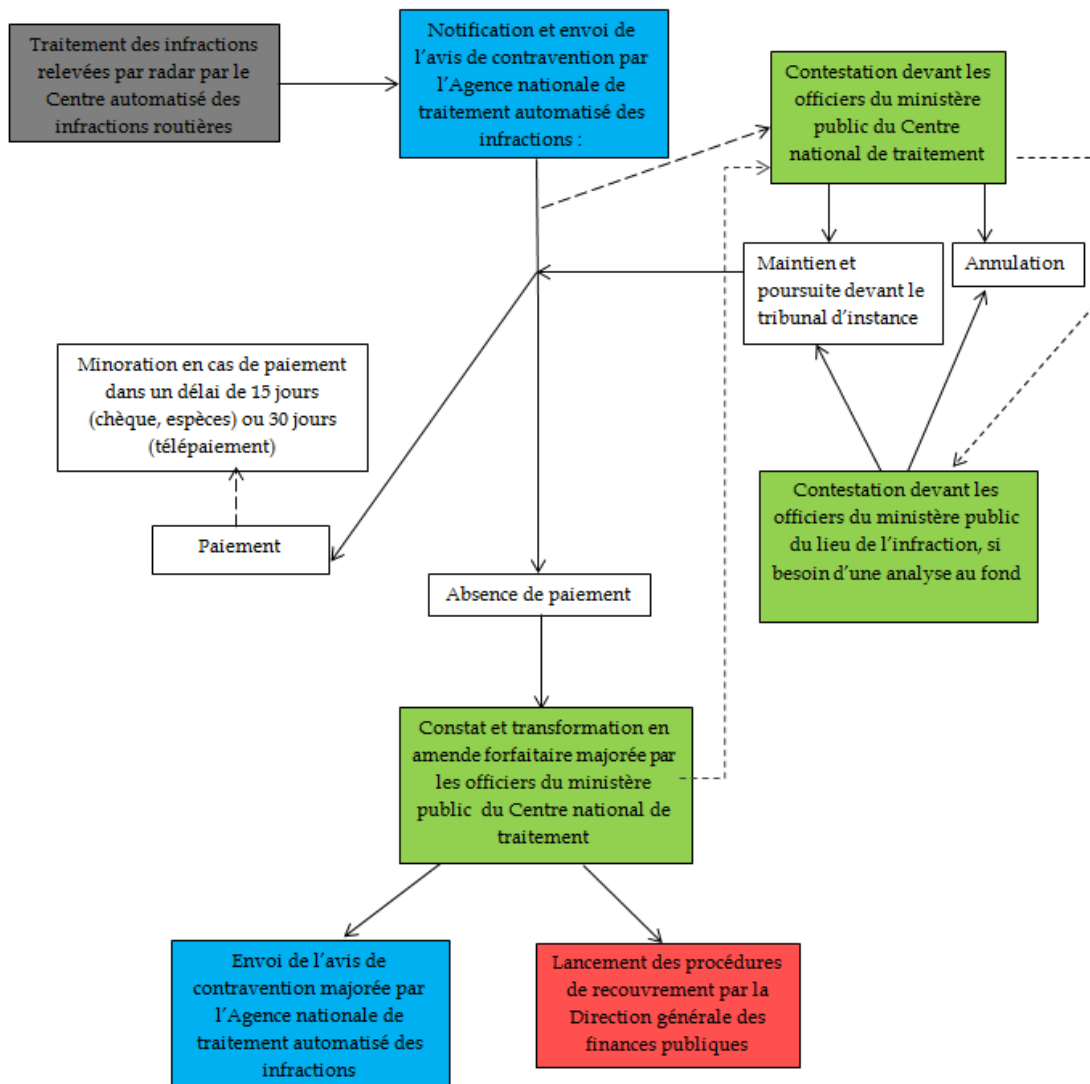 Traitement des infractions
relevées par radar par le
Centre automatisé des
infractions routières
Notification et envoi de
l'avis de contravention par
l'Agence nationale de
traitement automatisé des
infractions :
Contestation devant les
officiers du ministère
public du Centre
national de traitement
Maintien et
poursuite devant le
tribunal d'instance
Annulation
Minoration en cas de paiement
dans un délai de 15 jours
(chèque, espèces) ou 30 jours
(télépaiement)
Paiement
Contestation devant les
officiers du ministère public
du lieu de l'infraction, si
besoin d'une analyse au fond
Absence de paiement
Constat et transformation en
amende forfaitaire majorée par
les officiers du ministère
public du Centre national de
traitement
Envoi de l'avis de
contravention majorée par
l'Agence nationale de
traitement automatisé des
infractions
Lancement des procédures
de recouvrement par la
Direction générale des
finances publiques